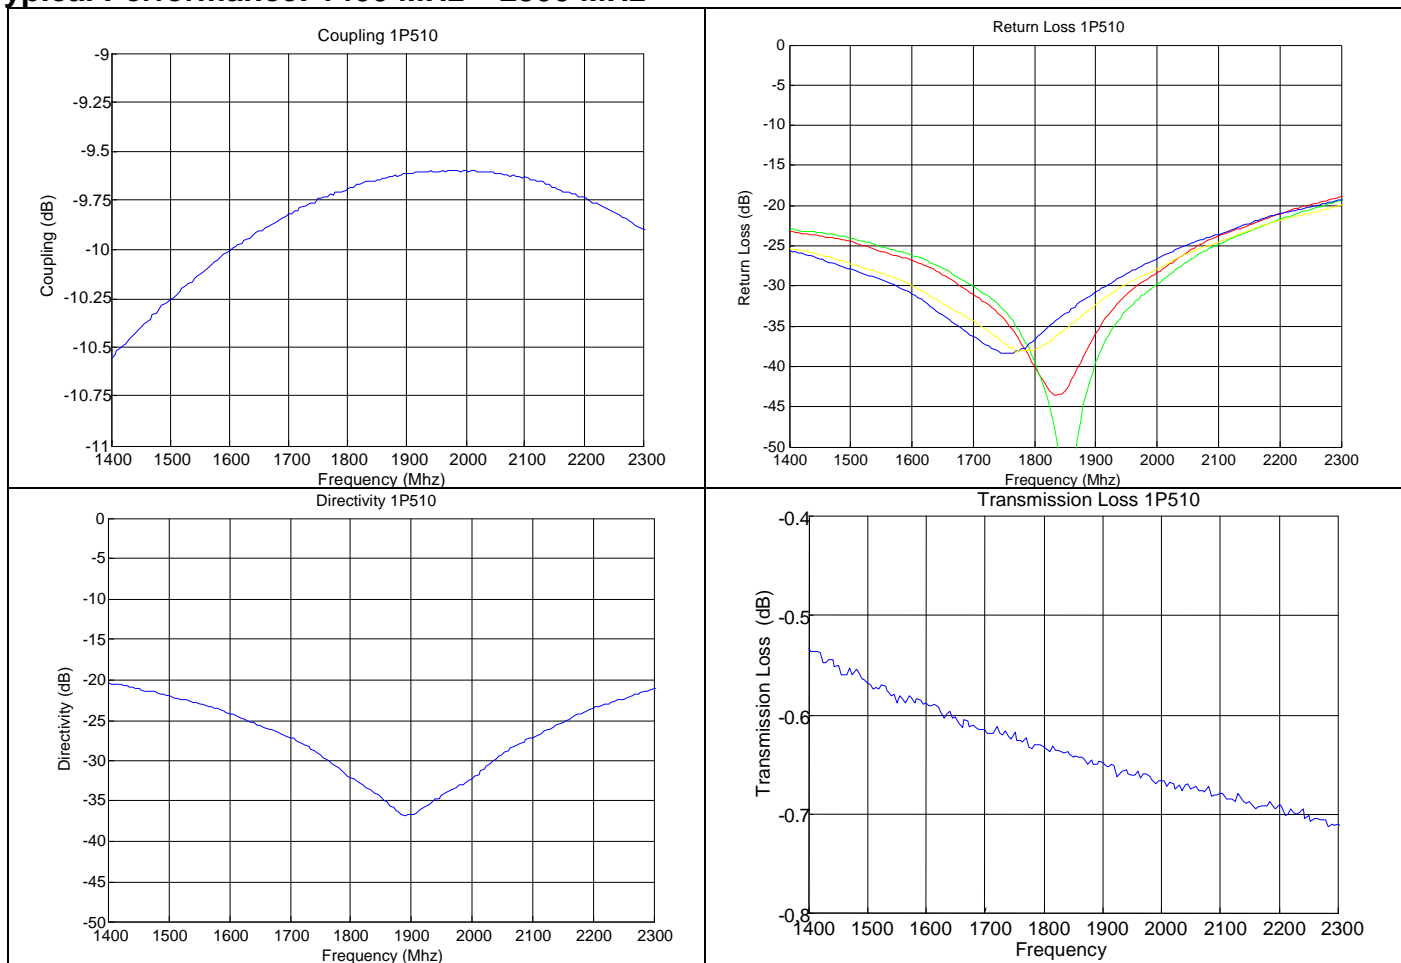 ypical Performance: 1400 MHz – 2300 MHz
Coupling 1P510
-9
-9.25
-9.5
-9.75
-10
-10.25
-10.5
-10.75
-11
Coupling (dB)
1400 1500 1600 1700 1800 1900 2000 2100 2200 2300
Frequency (Mhz)
Return Loss 1P510
0
-5
-10
-15
-20
-25
-30
-35
-40
-45
-50
Return Loss (dB)
1400 1500 1600 1700 1800 1900 2000 2100 2200 2300
Frequency (Mhz)
Directivity 1P510
0
-5
-10
-15
-20
-25
-30
-35
-40
-45
-50
Directivity (dB)
1400 1500 1600 1700 1800 1900 2000 2100 2200 2300
Frequency (Mhz)
Transmission Loss 1P510
-0.4
-0.5
-0.6
-0.7
-0.8
Transmission Loss (dB)
1400 1500 1600 1700 1800 1900 2000 2100 2200 2300
Frequency